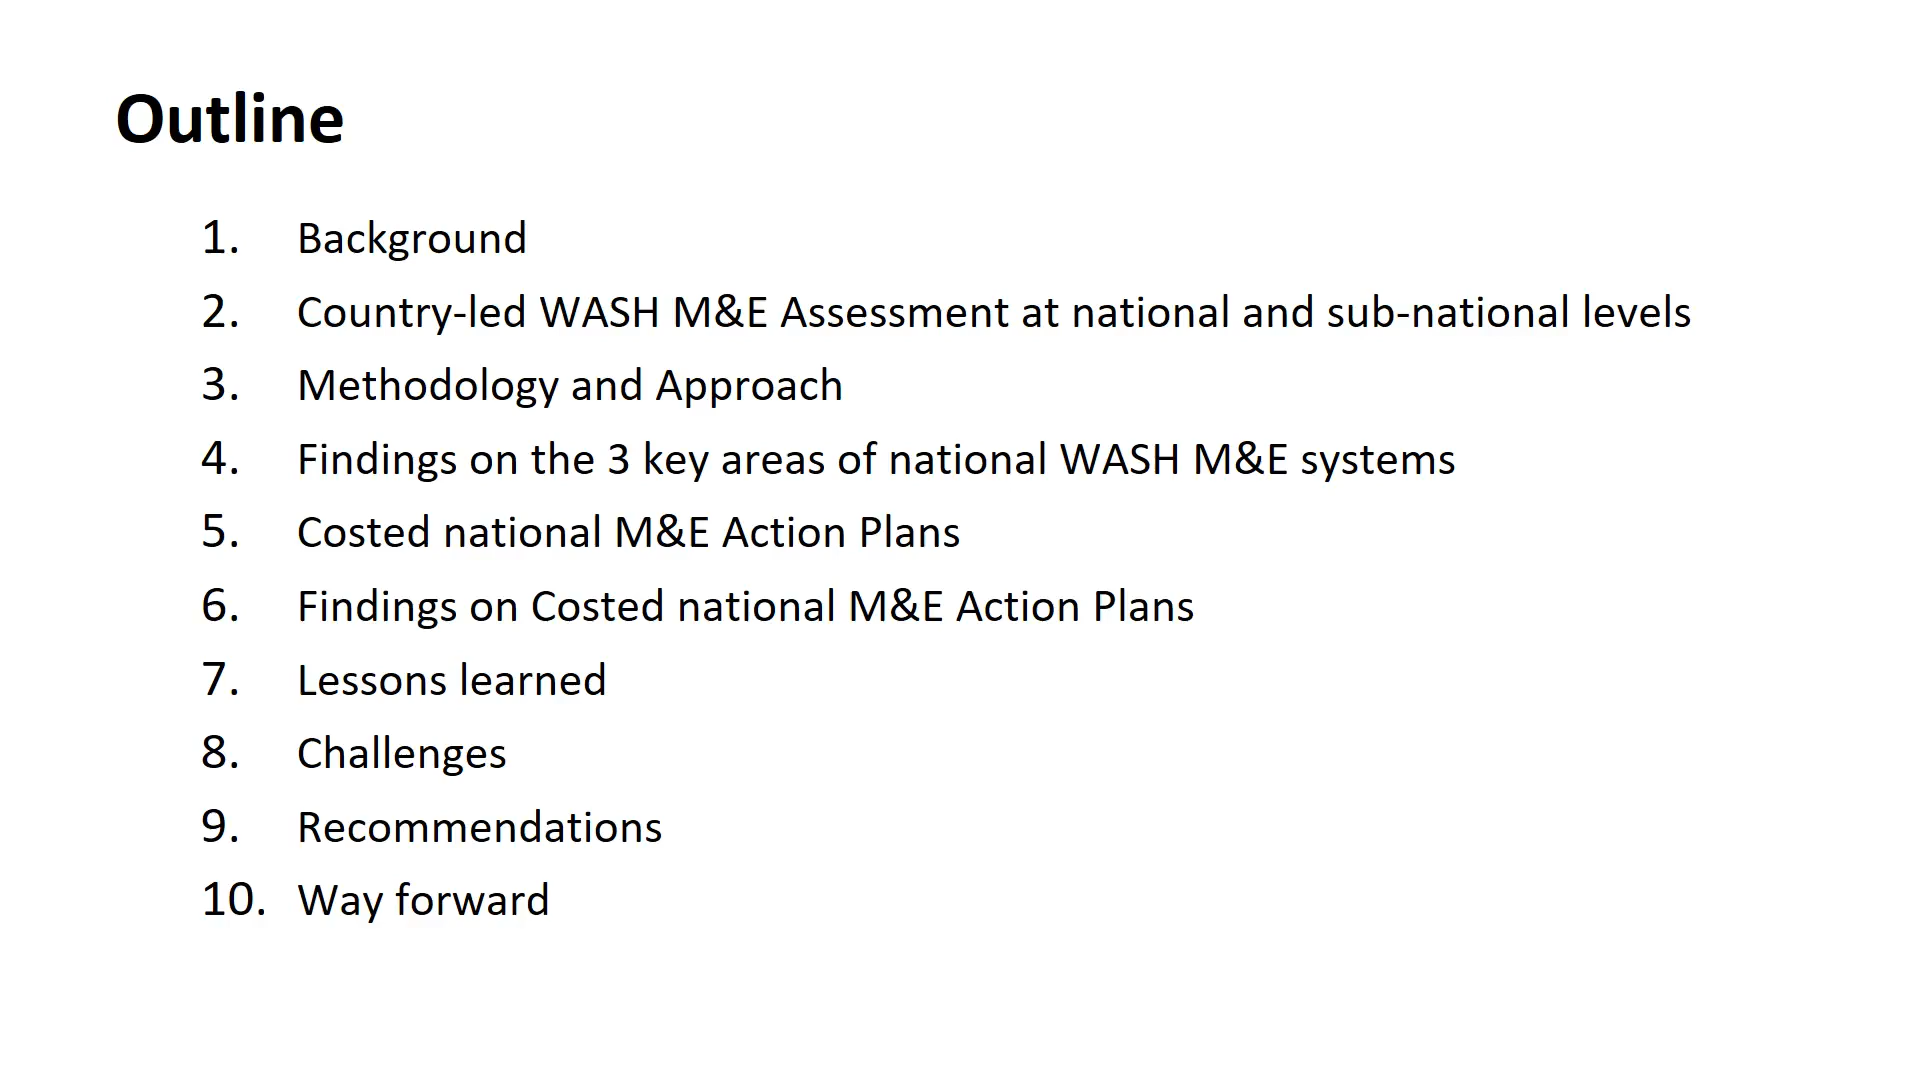 Outline
1. Background
2. Country-led WASH M&E Assessment at national and sub-national levels
3. Methodology and Approach
4. Findings on the 3 key areas of national WASH M&E systems
5. Costed national M&E Action Plans
6. Findings on Costed national M&E Action Plans
7. Lessons learned
8. Challenges
9. Recommendations
10. Way forward